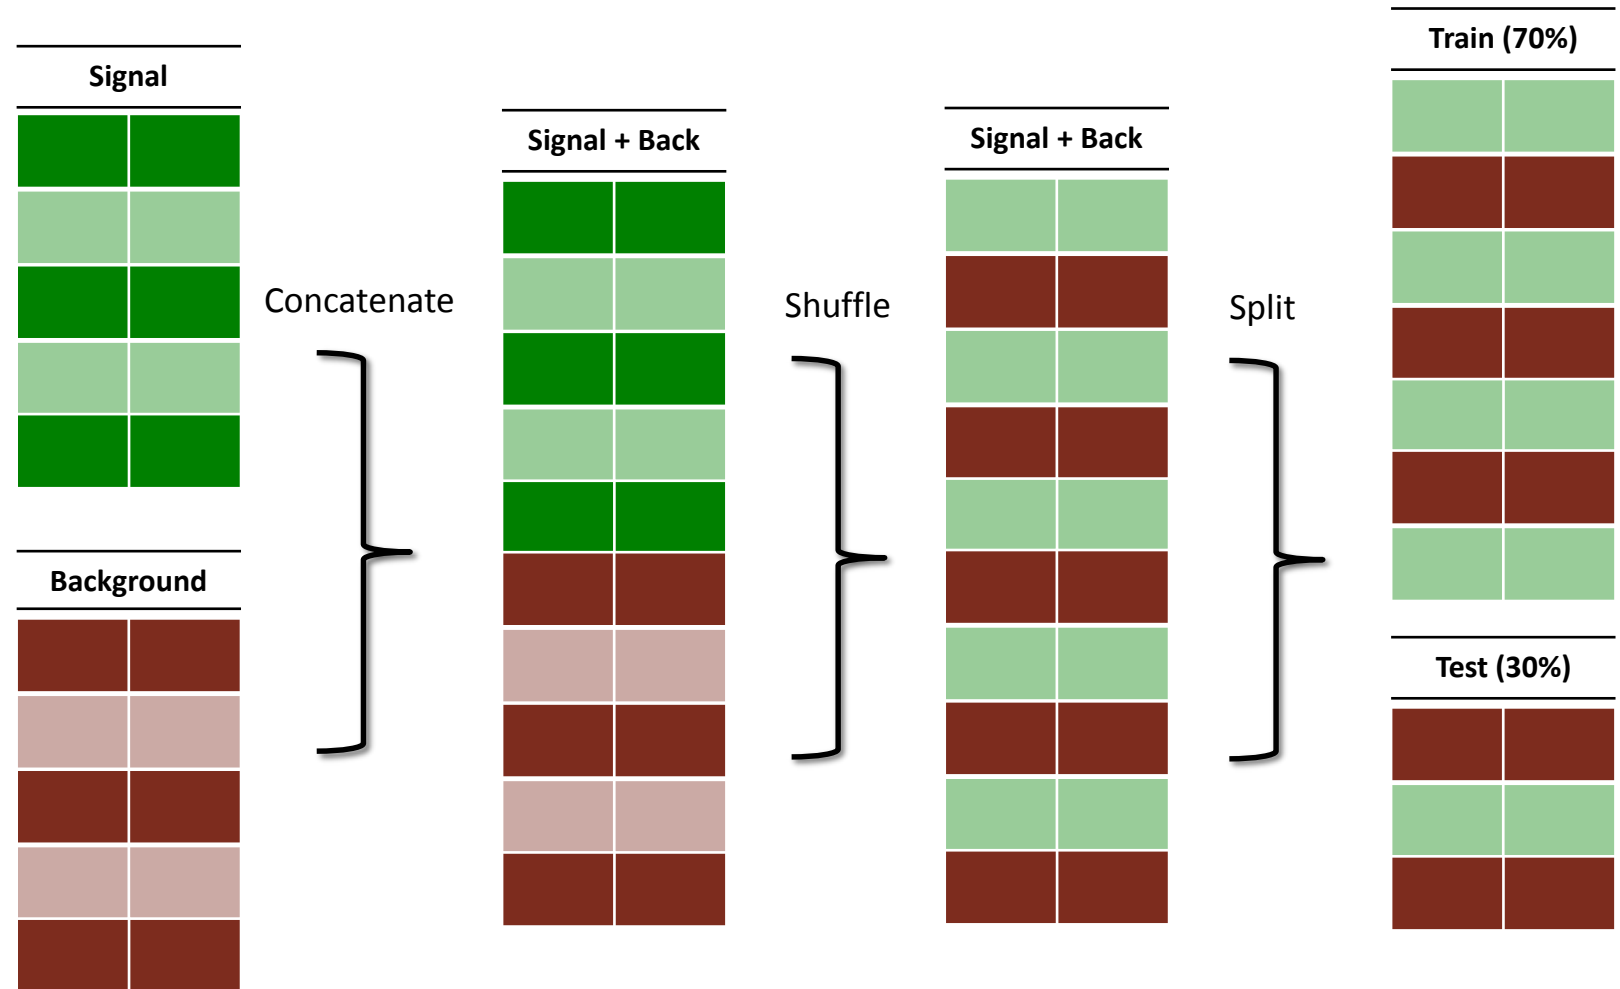 Signal
Background
Concatenate
Signal + Back
Shuffle
Signal + Back
Split
Train (70%)
Test (30%)